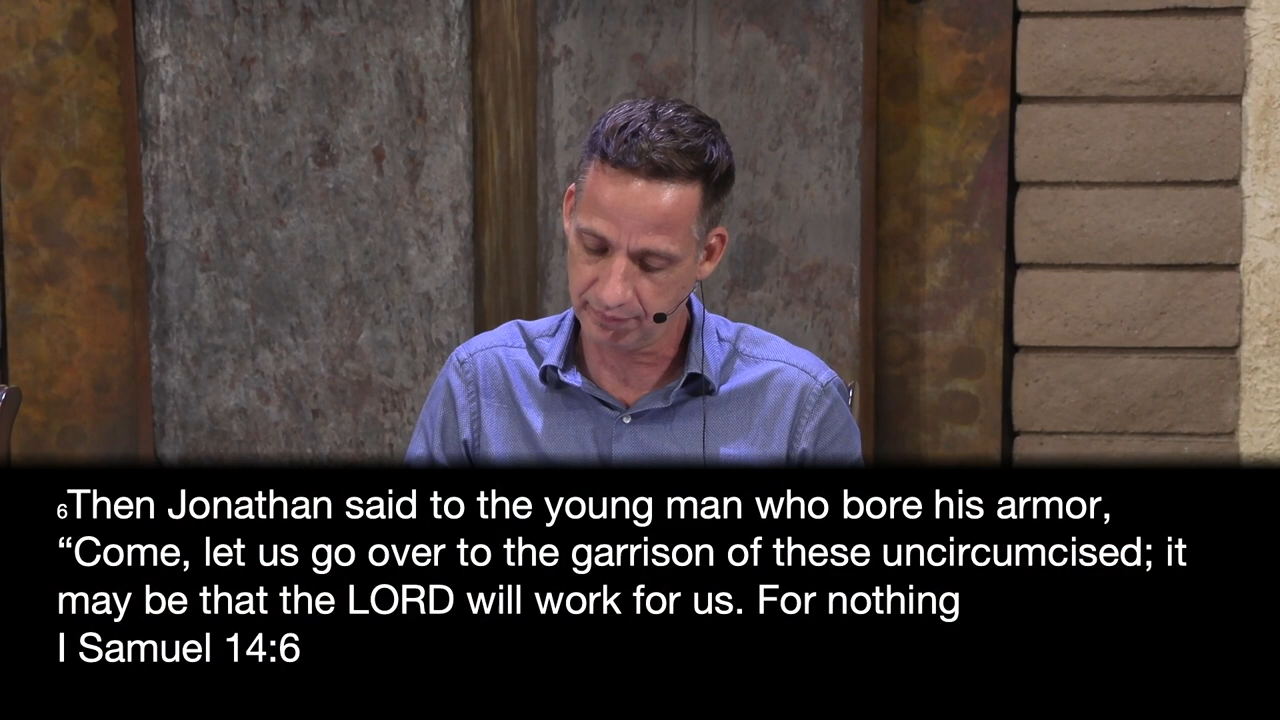 6Then Jonathan said to the young man who bore his armor,
“Come, let us go over to the garrison of these uncircumcised; it
may be that the LORD will work for us. For nothing
I Samuel 14:6